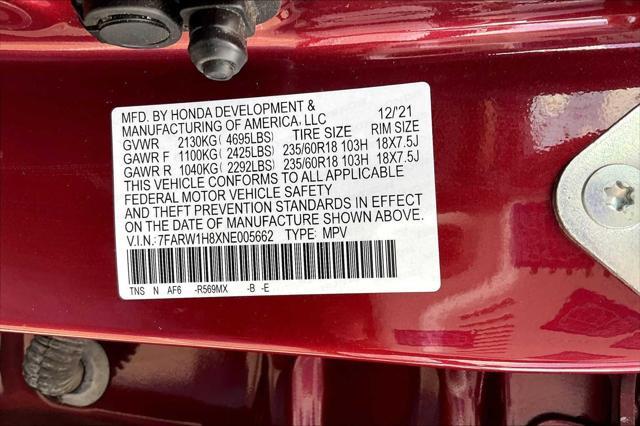 MFD. BY HONDA DEVELOPMENT & 12/'21
MANUFACTURING OF AMERICA, LLC
GVWR 2130KG( 4695LBS) TIRE SIZE RIM SIZE
GAWR F 1100KG( 2425LBS) 235/60R18 103H 18X7.5J
GAWR R 1040KG( 2292LBS) 235/60R18 103H 18X7.5J
THIS VEHICLE CONFORMS TO ALL APPLICABLE
FEDERAL MOTOR VEHICLE SAFETY
AND THEFT PREVENTION STANDARDS IN EFFECT
ON THE DATE OF MANUFACTURE SHOWN ABOVE.
V.I.N.: 7FARW1H8XNE005662 TYPE: MPV
TNS N AF6 -R569MX -B -E